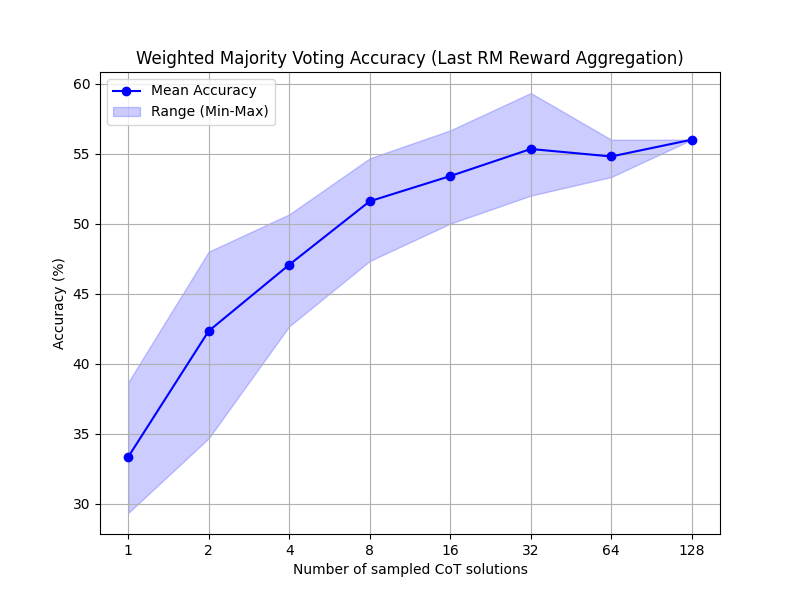 Weighted Majority Voting Accuracy (Last RM Reward Aggregation)
Mean Accuracy
Range (Min-Max)
Accuracy (%)
60
55
50
45
40
35
30
1 2 4 8 16 32 64 128
Number of sampled CoT solutions